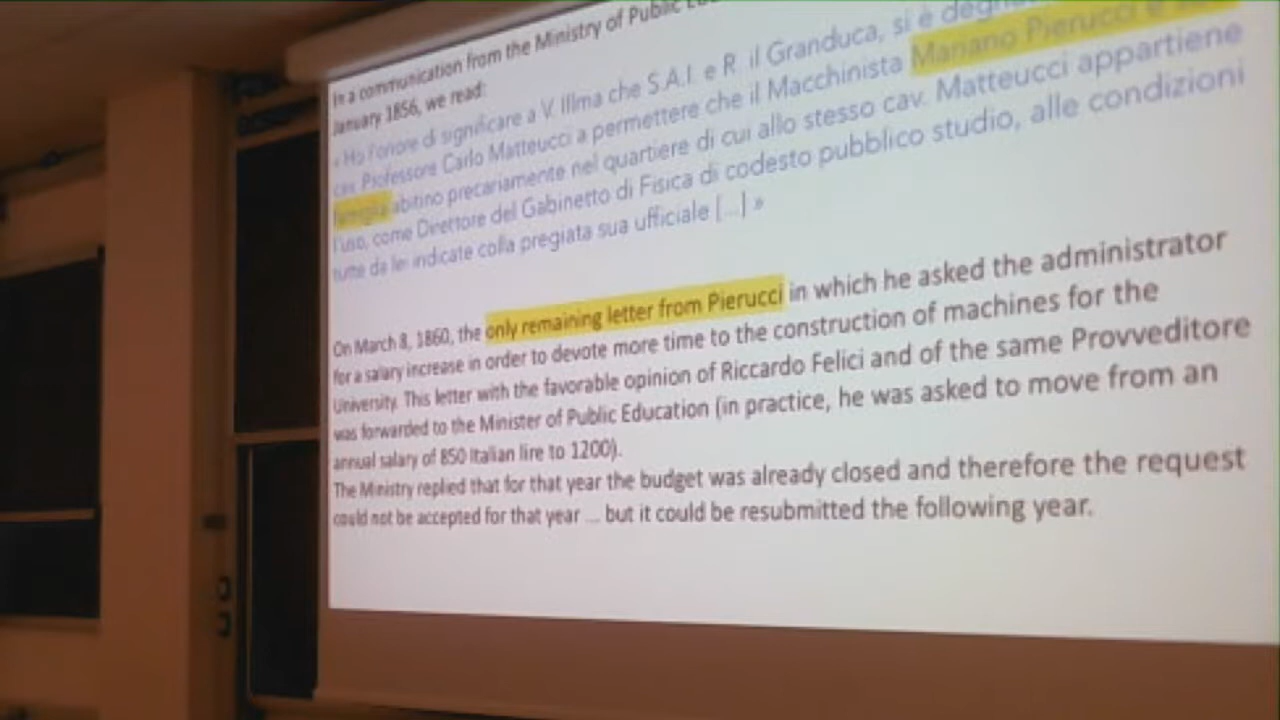 In a communication from the Ministry of Public
January 1856, we read:
« Ho l'onore di significare a V. Illma che S.A.I. e R. il Granduca, si è
cav. Professore Carlo Matteucci a permettere che il Macchinista Mariano Pierucci e
famiglia abitino precariamente nel quartiere di cui allo stesso cav. Matteucci appartiene
l'uso, come Direttore del Gabinetto di Fisica di codesto pubblico studio, alle condizioni
tutte da lei indicate colla pregiata sua ufficiale [...] »
On March 8, 1860, the only remaining letter from Pierucci in which he asked the administrator
for a salary increase in order to devote more time to the construction of machines for the
University. This letter with the favorable opinion of Riccardo Felici and of the same Provveditore
was forwarded to the Minister of Public Education (in practice, he was asked to move from an
annual salary of 850 Italian lire to 1200).
The Ministry replied that for that year the budget was already closed and therefore the request
could not be accepted for that year ... but it could be resubmitted the following year.